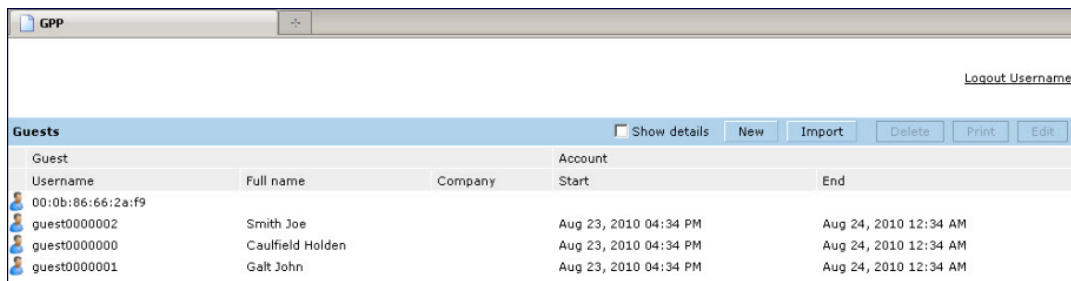 GPP
Logout Username
Guests Show details New Import Delete Print Edit
Guest Account
Username Full name Company Start End
00:0b:86:66:2a:f9
guest0000002 Smith Joe Aug 23, 2010 04:34 PM Aug 24, 2010 12:34 AM
guest0000000 Caulfield Holden Aug 23, 2010 04:34 PM Aug 24, 2010 12:34 AM
guest0000001 Galt John Aug 23, 2010 04:34 PM Aug 24, 2010 12:34 AM